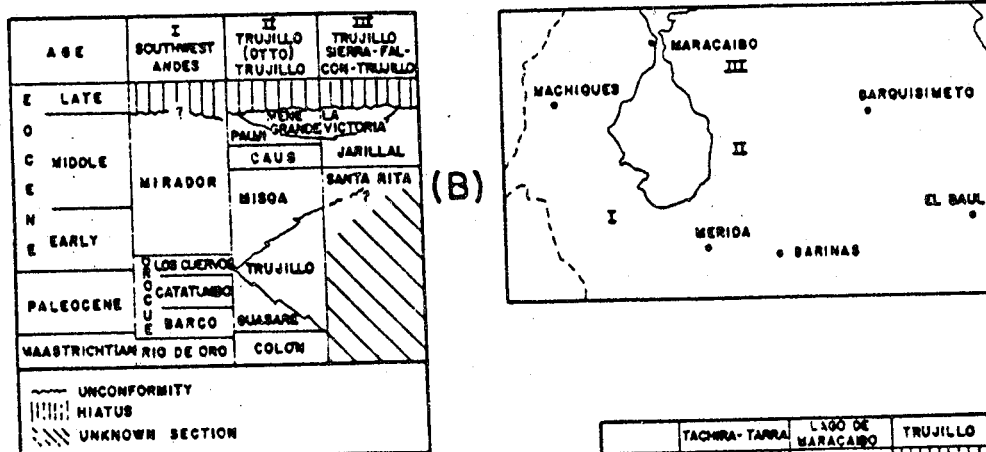 AGE
I
SOUTHWEST
ANDES
II
TRUJILLO
(OTTO)
TRUJILLO
III
TRUJILLO
SIERRA-FAL-
CON-TRUJILLO
EOCENE
LATE
MIDDLE
EARLY
PALEOCENE
MAASTRICHTIAN
?
MIRADOR
OROCUE
LOS CUERVOS
CATATUMBO
BARCO
RIO DE ORO
MENE LA
GRANDE VICTORIA
PAUJI
CAUS
JARILLAL
MISOA
SANTA RITA
?
TRUJILLO
GUASARE
COLON
UNCONFORMITY
HIATUS
UNKNOWN SECTION
(B)
MARACAIBO
III
MACHIQUES
BARQUISIMETO
II
I
EL BAUL
MERIDA
BARINAS
TACHIRA-TARRA
LAGO DE
MARACAIBO
TRUJILLO